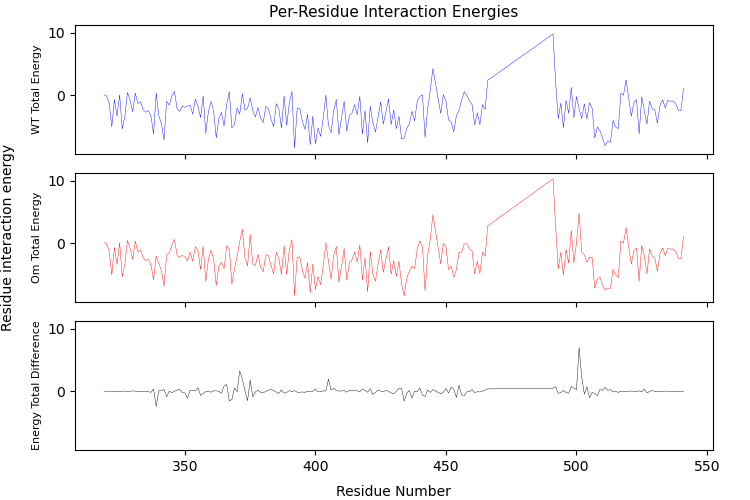 Per-Residue Interaction Energies
Residue interaction energy
WT Total Energy
10
0
Om Total Energy
10
0
Energy Total Difference
10
0
350
400
450
500
550
Residue Number